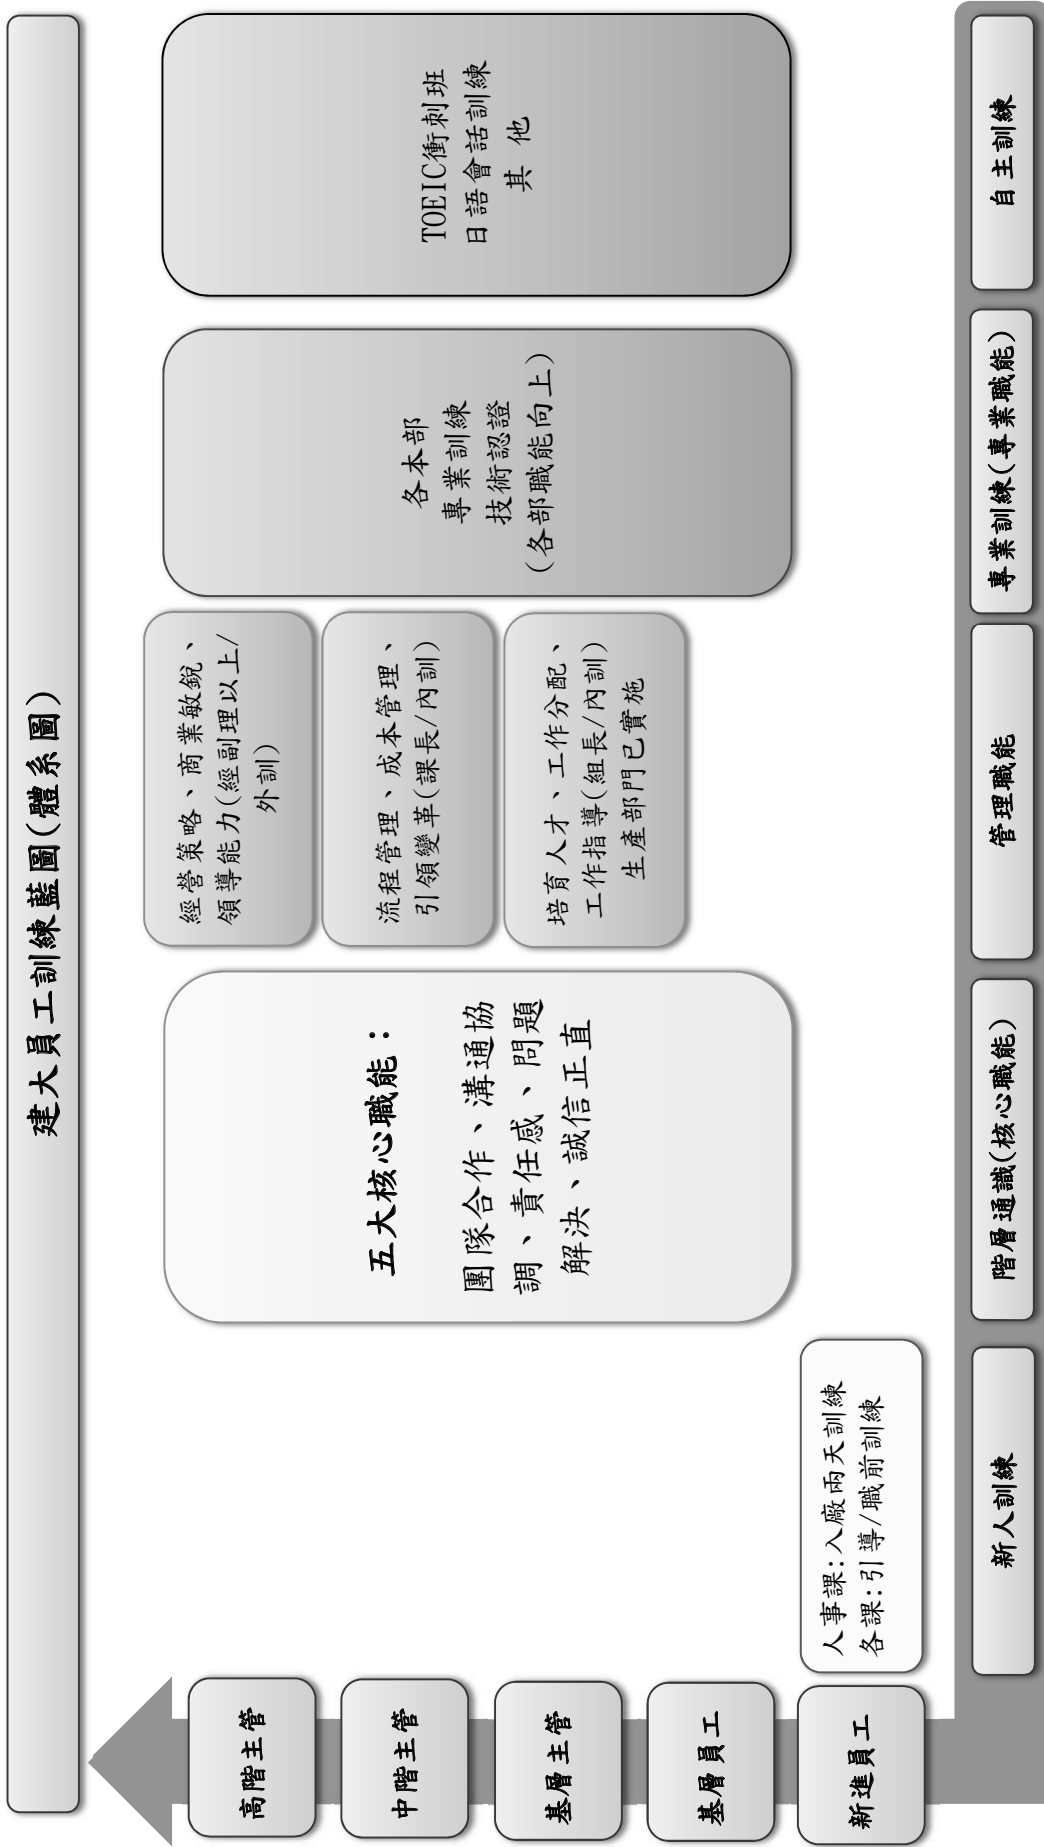 建大員工訓練藍圖(體系圖)
高階主管
中階主管
基層主管
基層員工
新進員工
人事課:入廠兩天訓練
各課:引導/職前訓練
五大核心職能：
團隊合作、溝通協
調、責任感、問題
解決、誠信正直
經營策略、商業敏銳、
領導能力(經副理以上/
外訓)
流程管理、成本管理、
引領變革(課長/內訓)
培育人才、工作分配、
工作指導(組長/內訓)
生產部門已實施
各本部
專業訓練
技術認證
(各部職能向上)
TOEIC衝刺班
日語會話訓練
其 他
新人訓練
階層通識(核心職能)
管理職能
專業訓練(專業職能)
自主訓練